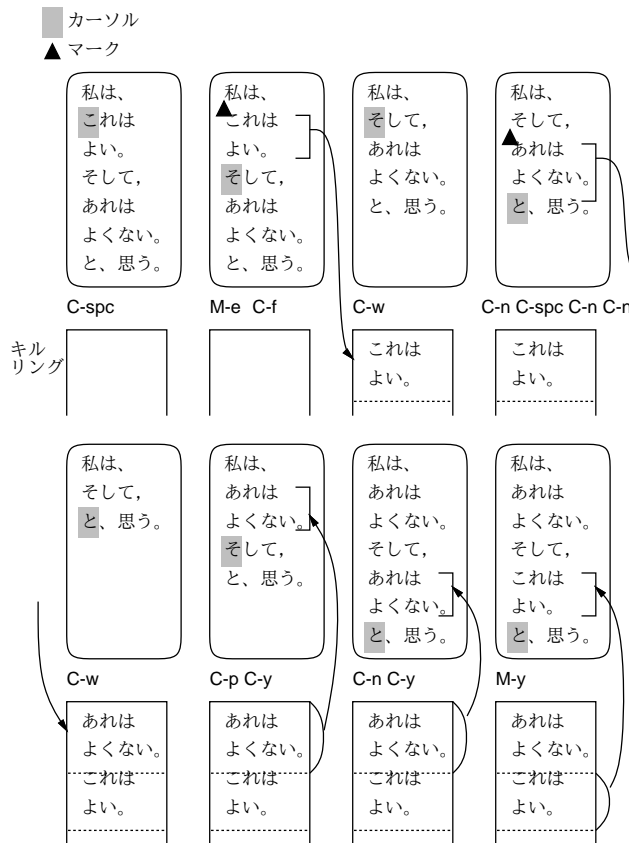 カーソル
マーク
私は、
これは
よい。
そして,
あれは
よくない。
と、思う。
私は、
これは
よい。
そして,
あれは
よくない。
と、思う。
私は、
そして,
あれは
よくない。
と、思う。
私は、
そして,
あれは
よくない。
と、思う。
C-spc
M-e C-f
C-w
C-n C-spc C-n C-n
キル
リング
これは
よい。
これは
よい。
私は、
そして,
と、思う。
私は、
あれは
よくない。
そして,
と、思う。
私は、
あれは
よくない。
そして,
あれは
よくない。
と、思う。
私は、
あれは
よくない。
そして,
これは
よい。
と、思う。
C-w
C-p C-y
C-n C-y
M-y
あれは
よくない。
これは
よい。
あれは
よくない。
これは
よい。
あれは
よくない。
これは
よい。
あれは
よくない。
これは
よい。